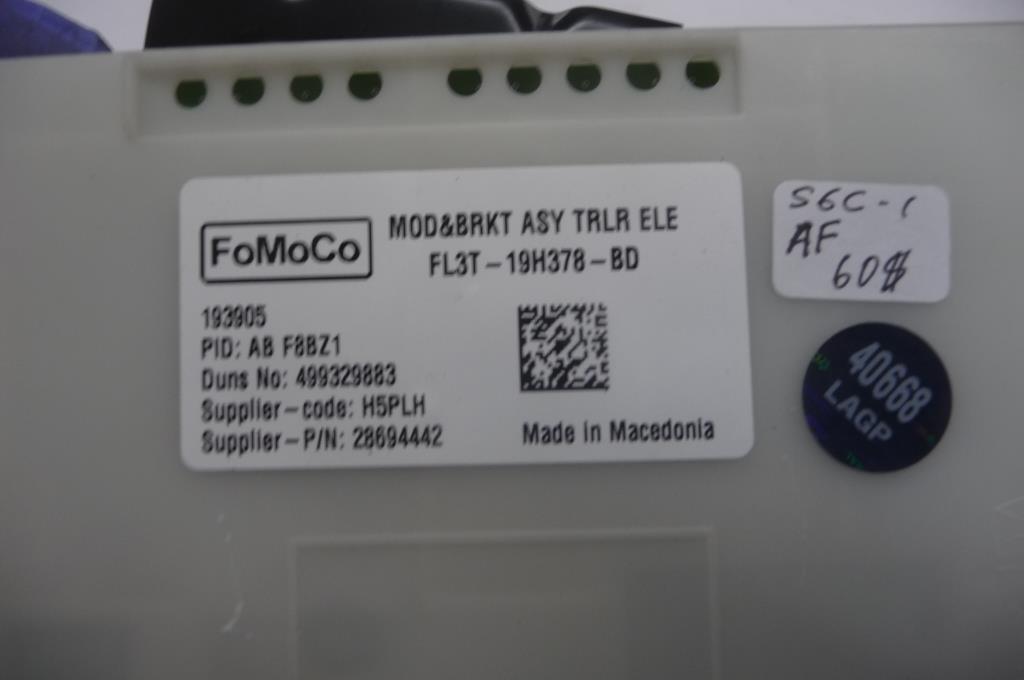 FoMoCo
MOD&BRKT ASY TRLR ELE
FL3T-19H378-BD
193905
PID: AB F8BZ1
Duns No: 499329883
Supplier-code: H5PLH
Supplier-P/N: 28694442
Made in Macedonia
S6C-1
AF
60$
40668
LAGP